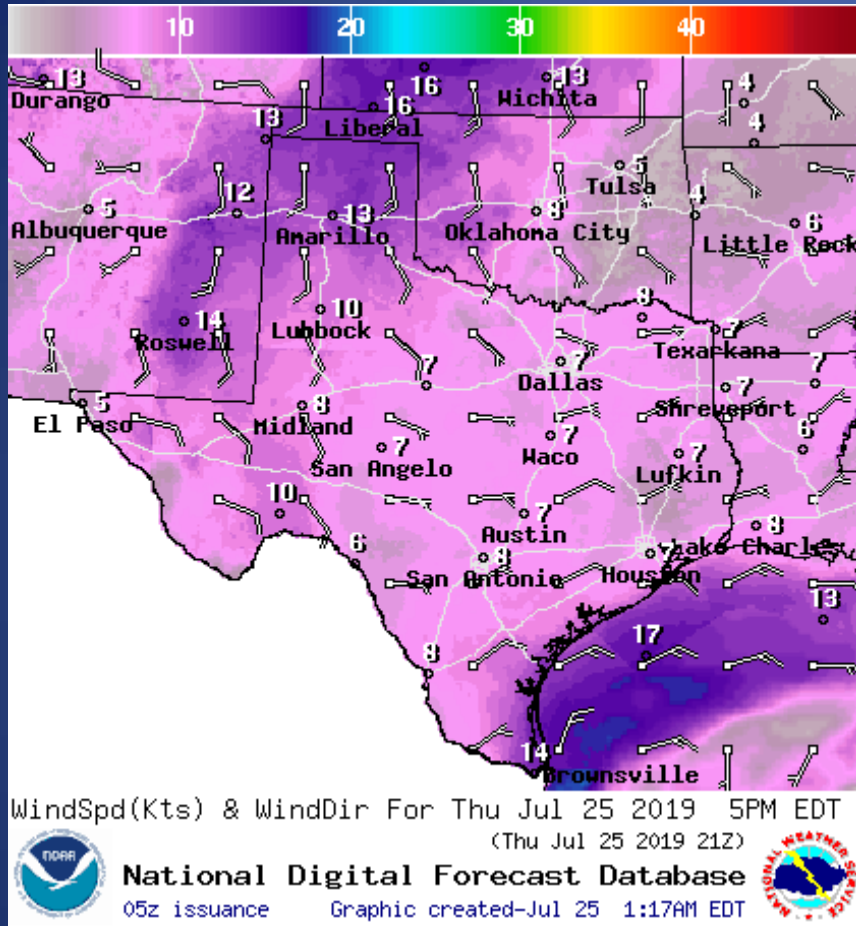 10 20 30 40
13 16 13 4
Durango 16 Wichita
13 Liberal 4
5
Tulsa
12 13 8 4
5 6
Albuquerque Amarillo Oklahoma City Little Rock
14 10 8
Roswell Lubbock 7
7 7 Texarkana
Dallas 7 7
5 8 Shreveport
El Paso Midland 7 7 6
San Angelo Waco 7
Lufkin
10 7 8
Austin
6 8 7 Lake Charles
San Antonio Houston
13
17
8
14
Brownsville
WindSpd(Kts) & WindDir For Thu Jul 25 2019 5PM EDT
(Thu Jul 25 2019 21Z)
NOAA
National Digital Forecast Database
05z issuance Graphic created-Jul 25 1:17AM EDT
NATIONAL WEATHER SERVICE